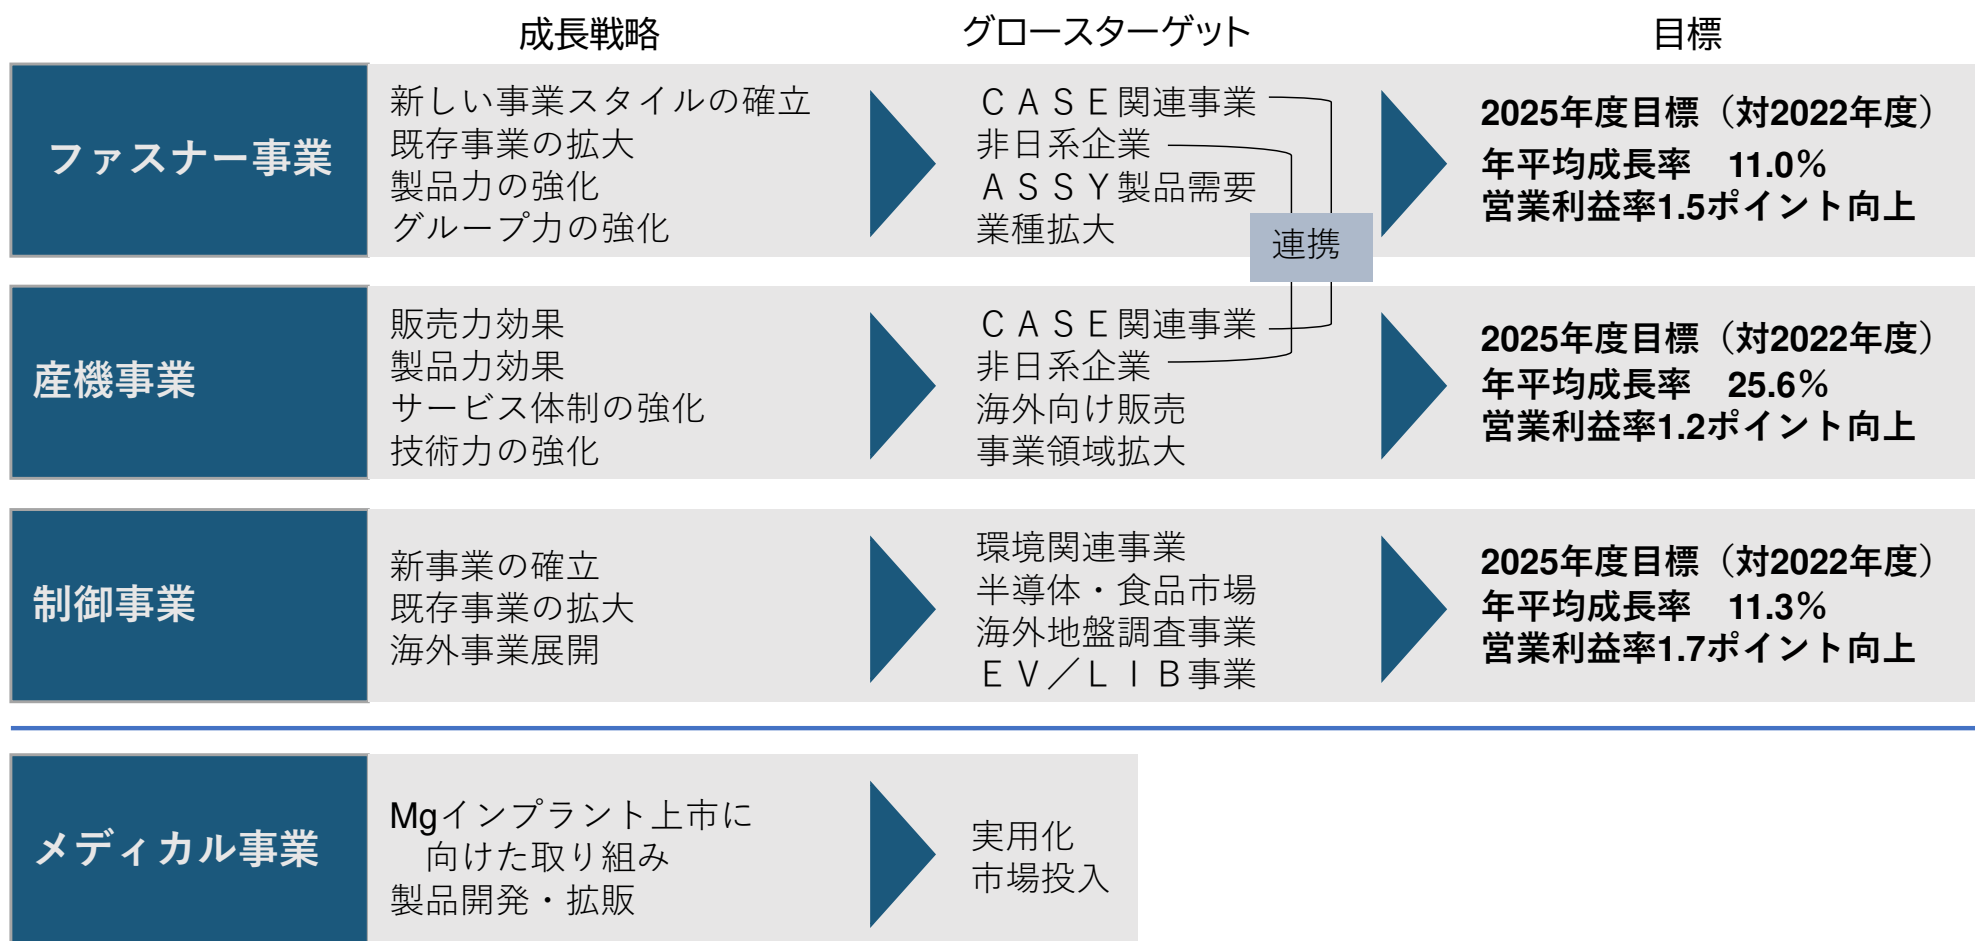 成長戦略
グロースターゲット
目標
ファスナー事業
新しい事業スタイルの確立
既存事業の拡大
製品力の強化
グループ力の強化
ＣＡＳＥ関連事業
非日系企業
ＡＳＳＹ製品需要
業種拡大
2025年度目標（対2022年度）
年平均成長率　11.0％
営業利益率1.5ポイント向上
連携
産機事業
販売力効果
製品力効果
サービス体制の強化
技術力の強化
ＣＡＳＥ関連事業
非日系企業
海外向け販売
事業領域拡大
2025年度目標（対2022年度）
年平均成長率　25.6％
営業利益率1.2ポイント向上
制御事業
新事業の確立
既存事業の拡大
海外事業展開
環境関連事業
半導体・食品市場
海外地盤調査事業
ＥＶ／ＬＩＢ事業
2025年度目標（対2022年度）
年平均成長率　11.3％
営業利益率1.7ポイント向上
メディカル事業
Mgインプラント上市に
　向けた取り組み
製品開発・拡販
実用化
市場投入